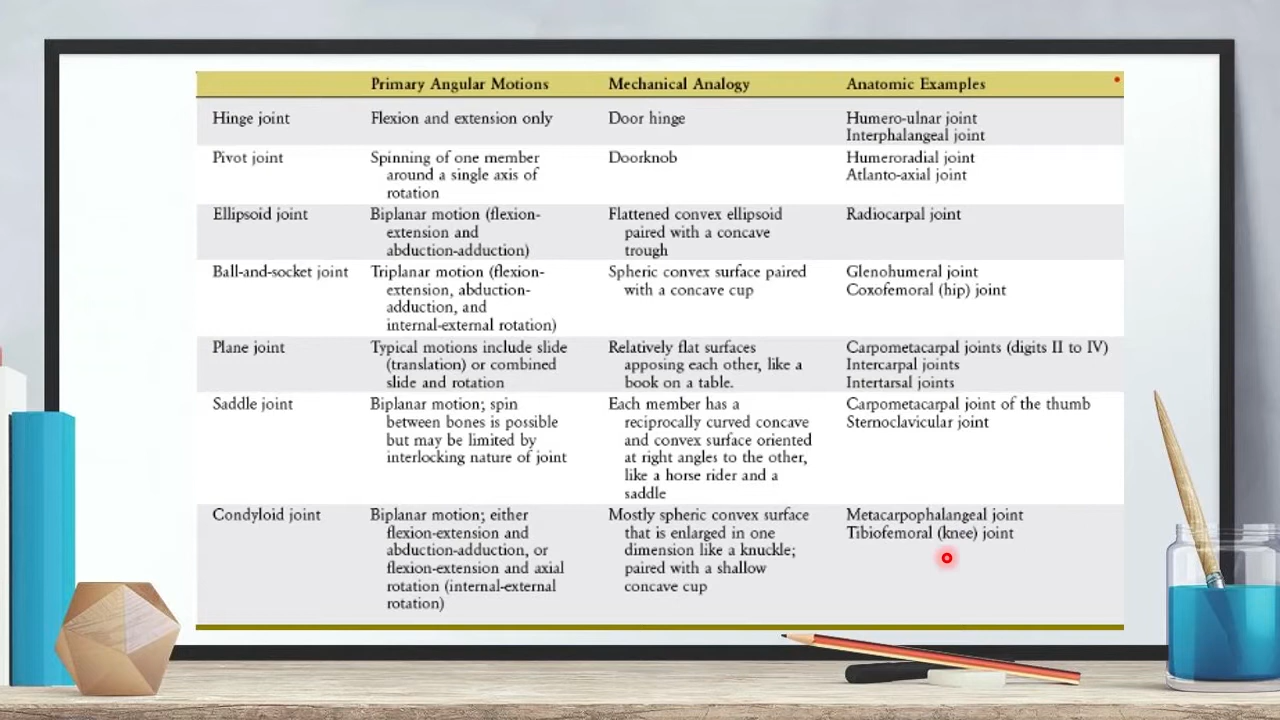 Primary Angular Motions Mechanical Analogy Anatomic Examples
Hinge joint Flexion and extension only Door hinge Humero-ulnar joint
Interphalangeal joint
Pivot joint Spinning of one member Doorknob Humeroradial joint
around a single axis of Atlanto-axial joint
rotation
Ellipsoid joint Biplanar motion (flexion- Flattened convex ellipsoid Radiocarpal joint
extension and paired with a concave
abduction-adduction) trough
Ball-and-socket joint Triplanar motion (flexion- Spheric convex surface paired Glenohumeral joint
extension, abduction- with a concave cup Coxofemoral (hip) joint
adduction, and
internal-external rotation)
Plane joint Typical motions include slide Relatively flat surfaces Carpometacarpal joints (digits II to IV)
(translation) or combined apposing each other, like a Intercarpal joints
slide and rotation book on a table. Intertarsal joints
Saddle joint Biplanar motion; spin Each member has a Carpometacarpal joint of the thumb
between bones is possible reciprocally curved concave Sternoclavicular joint
but may be limited by and convex surface oriented
interlocking nature of joint at right angles to the other,
like a horse rider and a
saddle
Condyloid joint Biplanar motion; either Mostly spheric convex surface Metacarpophalangeal joint
flexion-extension and that is enlarged in one Tibiofemoral (knee) joint
abduction-adduction, or dimension like a knuckle;
flexion-extension and axial paired with a shallow
rotation (internal-external concave cup
rotation)